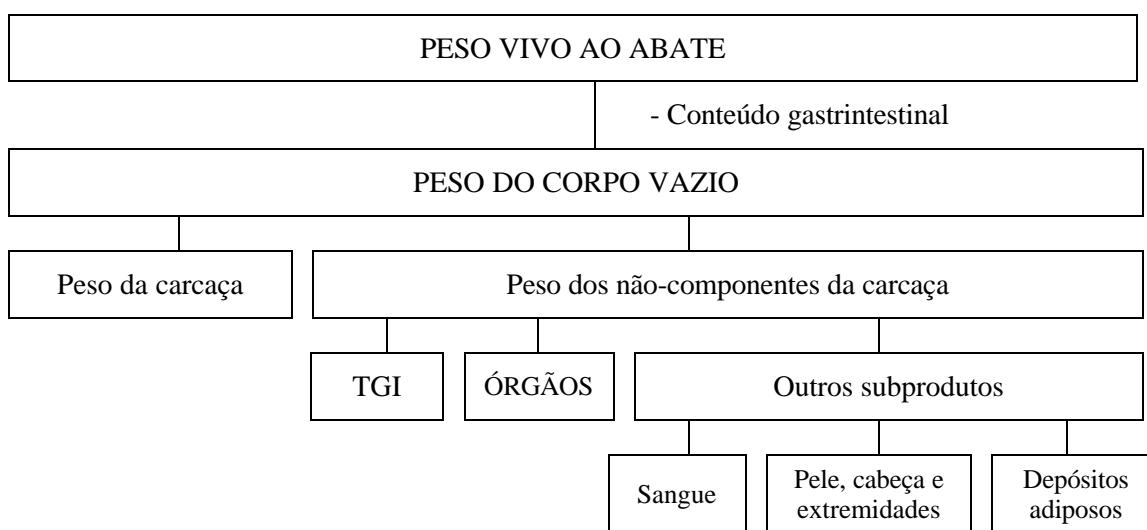 PESO VIVO AO ABATE
- Conteúdo gastrintestinal
PESO DO CORPO VAZIO
Peso da carcaça
Peso dos não-componentes da carcaça
TGI
ÓRGÃOS
Outros subprodutos
Sangue
Pele, cabeça e
extremidades
Depósitos
adiposos